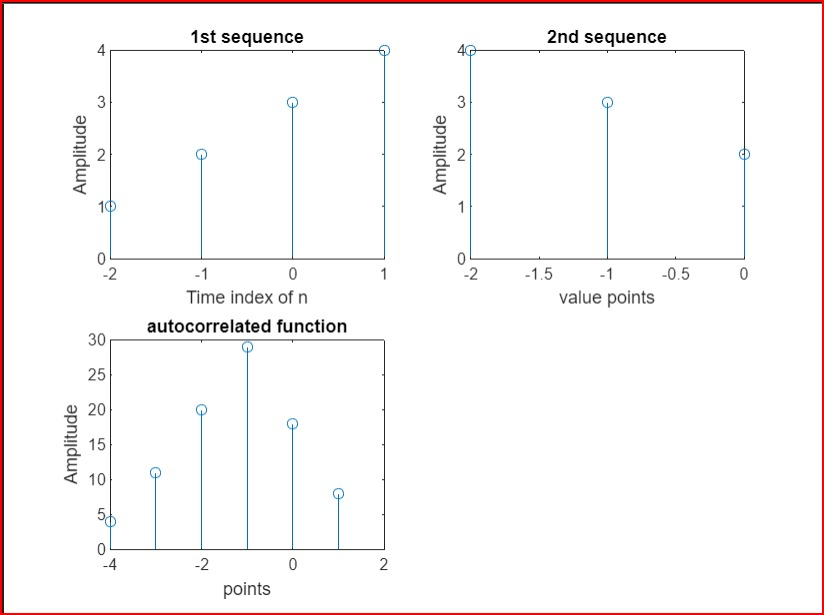 1st sequence
4
3
2
1
0
Amplitude
-2 -1 0 1
Time index of n
2nd sequence
4
3
2
1
0
Amplitude
-2 -1.5 -1 -0.5 0
value points
autocorrelated function
30
25
20
15
10
5
0
Amplitude
-4 -2 0 2
points